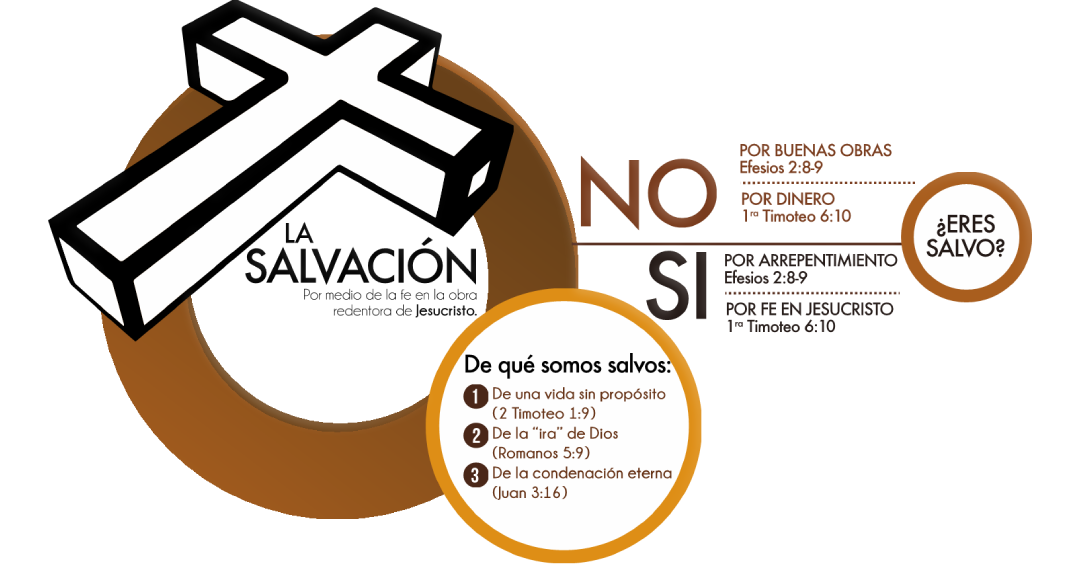 LA
SALVACIÓN
Por medio de la fe en la obra
redentora de Jesucristo.
NO
POR BUENAS OBRAS
Efesios 2:8-9
POR DINERO
1ra Timoteo 6:10
SI
POR ARREPENTIMIENTO
Efesios 2:8-9
POR FE EN JESUCRISTO
1ra Timoteo 6:10
¿ERES
SALVO?
De qué somos salvos:
1 De una vida sin propósito
(2 Timoteo 1:9)
2 De la “ira” de Dios
(Romanos 5:9)
3 De la condenación eterna
(Juan 3:16)